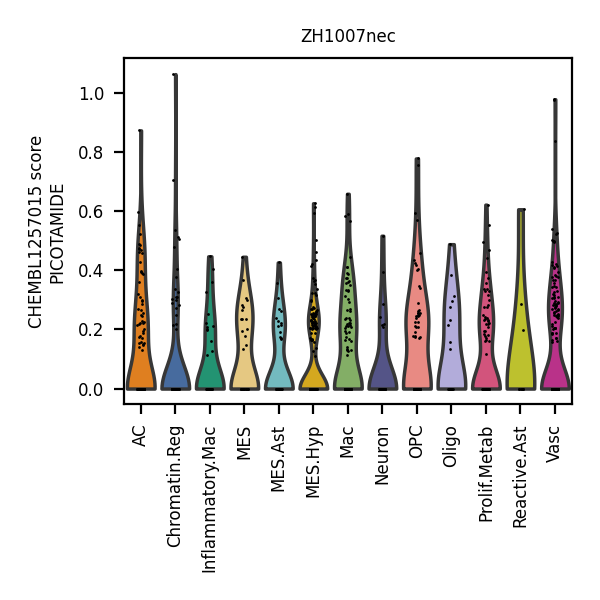 ZH1007nec
CHEMBL1257015 score
PICOTAMIDE
1.0
0.8
0.6
0.4
0.2
0.0
AC
Chromatin.Reg
Inflammatory.Mac
MES
MES.Ast
MES.Hyp
Mac
Neuron
OPC
Oligo
Prolif.Metab
Reactive.Ast
Vasc